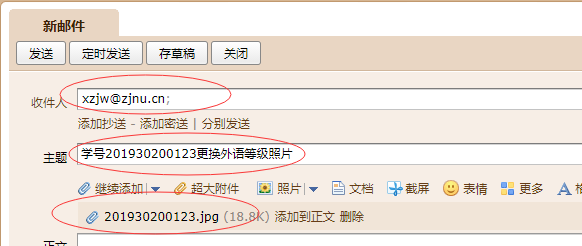 新邮件
发送 定时发送 存草稿 关闭
收件人 xzjw@zjnu.cn;
添加抄送 - 添加密送 | 分别发送
主题 学号201930200123更换外语等级照片
继续添加 | 超大附件 照片 | 文档 截屏 表情 更多
201930200123.jpg (18.8K) 添加到正文 删除
正文